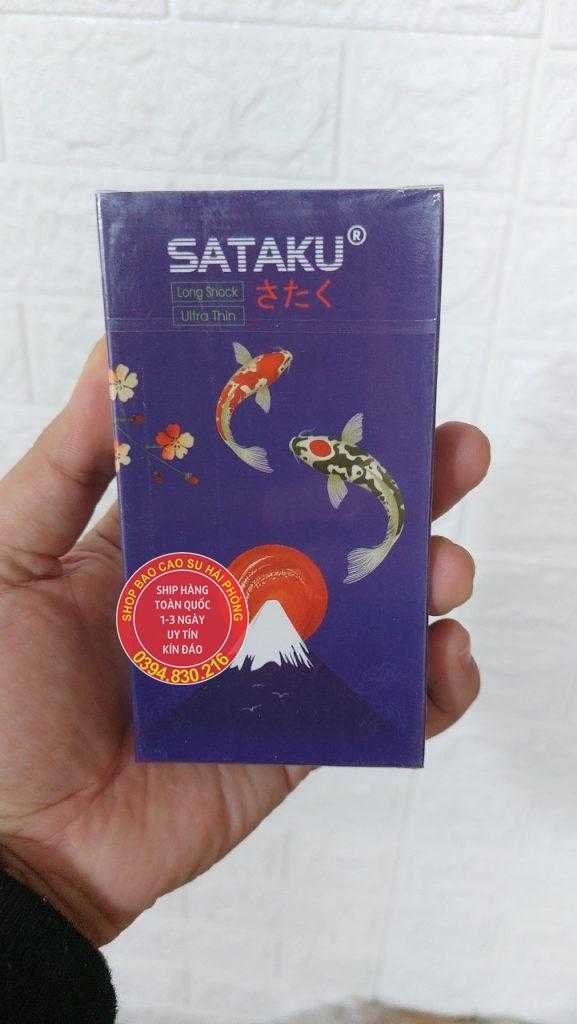 SATAKU®
Long Shock
さたく
Ultra Thin
SHOP BAO CAO SU HẢI PHÒNG
SHIP HÀNG
TOÀN QUỐC
1-3 NGÀY
UY TÍN
KÍN ĐÁO
0394.830.216